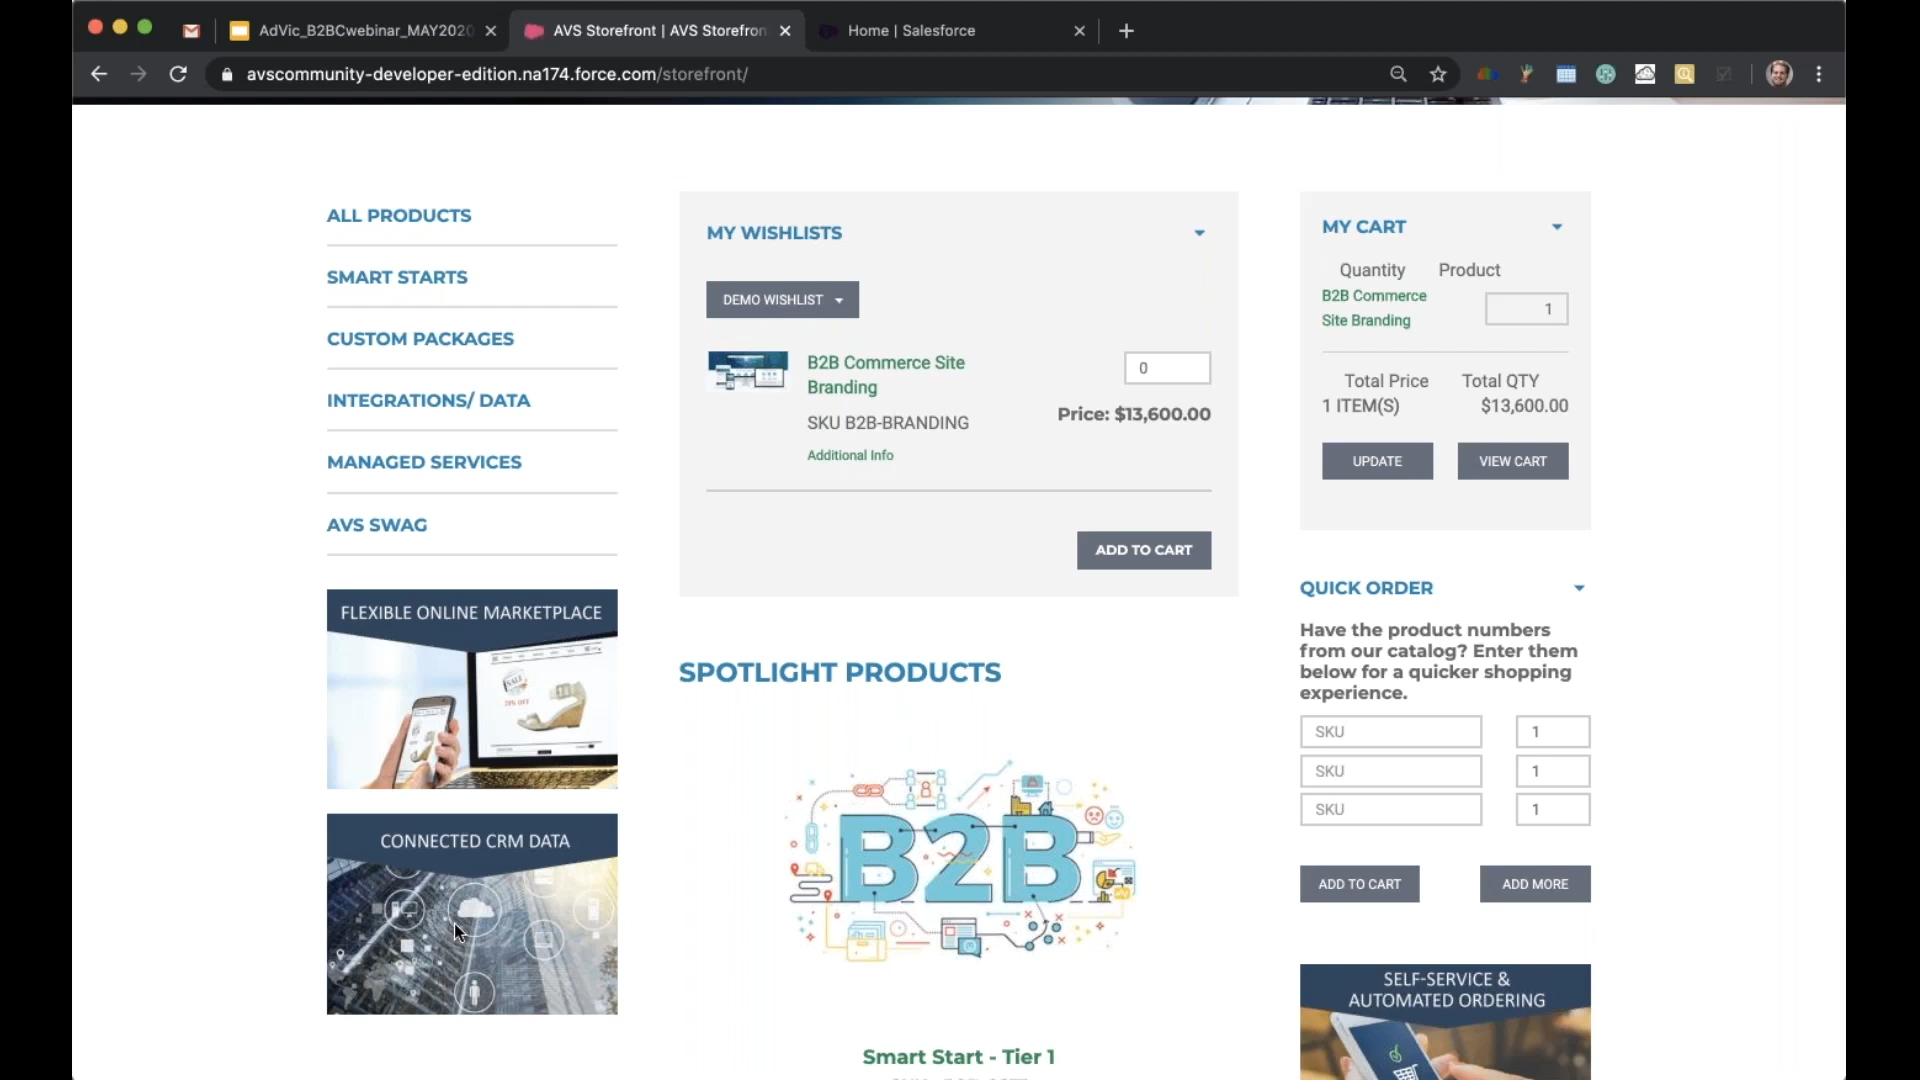 AdVic_B2BCwebinar_MAY2020
AVS Storefront | AVS Storefron
Home | Salesforce
avscommunity-developer-edition.na174.force.com/storefront/
ALL PRODUCTS
SMART STARTS
CUSTOM PACKAGES
INTEGRATIONS/ DATA
MANAGED SERVICES
AVS SWAG
FLEXIBLE ONLINE MARKETPLACE
SALE
20% OFF
CONNECTED CRM DATA
MY WISHLISTS
DEMO WISHLIST
B2B Commerce Site
Branding
SKU B2B-BRANDING
Additional Info
0
Price: $13,600.00
ADD TO CART
SPOTLIGHT PRODUCTS
B2B
Smart Start - Tier 1
MY CART
Quantity Product
B2B Commerce
Site Branding
1
Total Price Total QTY
1 ITEM(S) $13,600.00
UPDATE VIEW CART
QUICK ORDER
Have the product numbers
from our catalog? Enter them
below for a quicker shopping
experience.
SKU 1
SKU 1
SKU 1
ADD TO CART ADD MORE
SELF-SERVICE &
AUTOMATED ORDERING